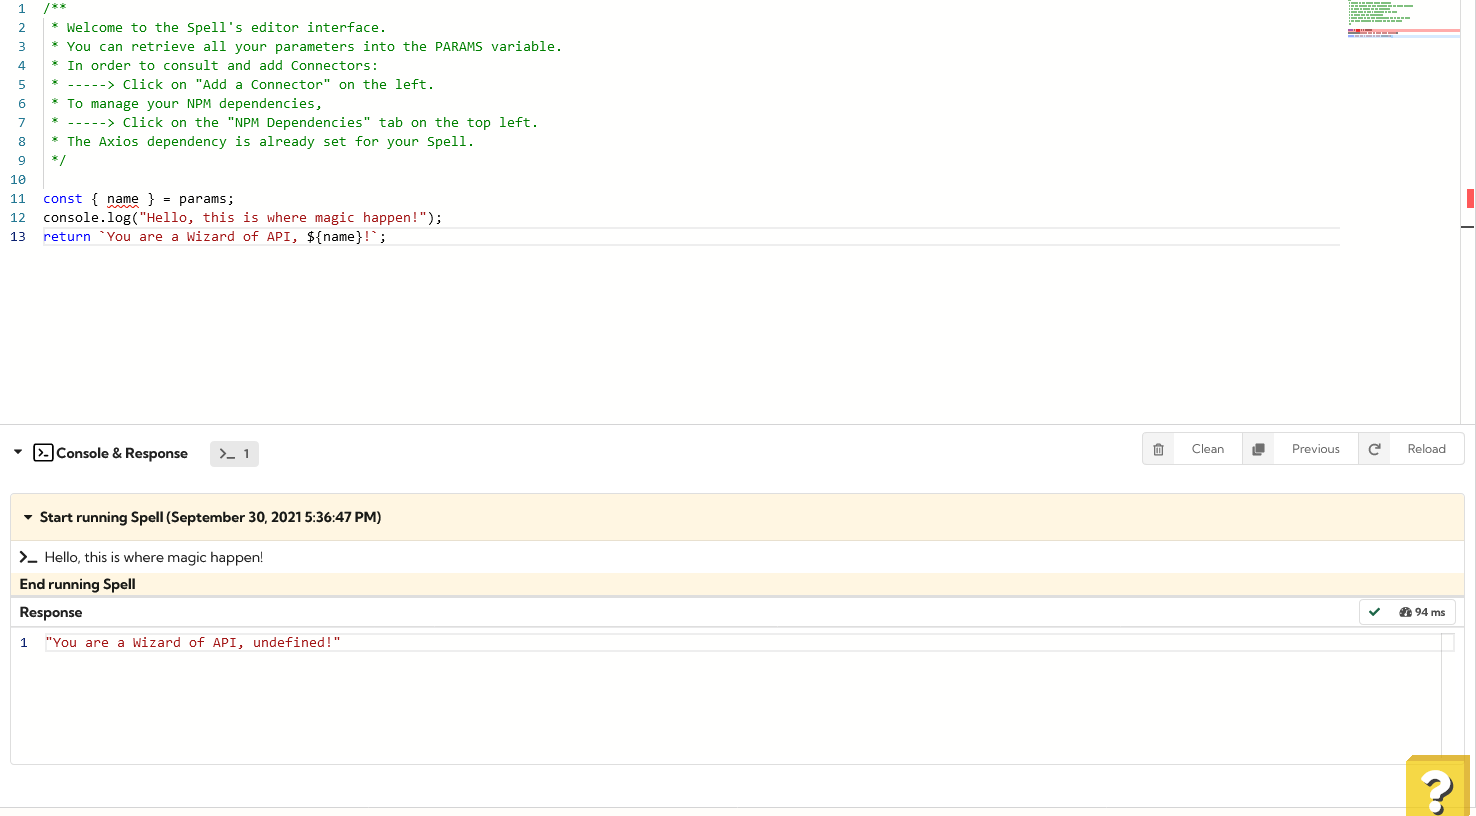 1 /**
2  * Welcome to the Spell's editor interface.
3  * You can retrieve all your parameters into the PARAMS variable.
4  * In order to consult and add Connectors:
5  * -----> Click on "Add a Connector" on the left.
6  * To manage your NPM dependencies,
7  * -----> Click on the "NPM Dependencies" tab on the top left.
8  * The Axios dependency is already set for your Spell.
9  */
10
11 const { name } = params;
12 console.log("Hello, this is where magic happen!");
13 return `You are a Wizard of API, ${name}!`;
Console & Response >_ 1 Clean Previous Reload
Start running Spell (September 30, 2021 5:36:47 PM)
>_ Hello, this is where magic happen!
End running Spell
Response 94 ms
1 "You are a Wizard of API, undefined!"
?